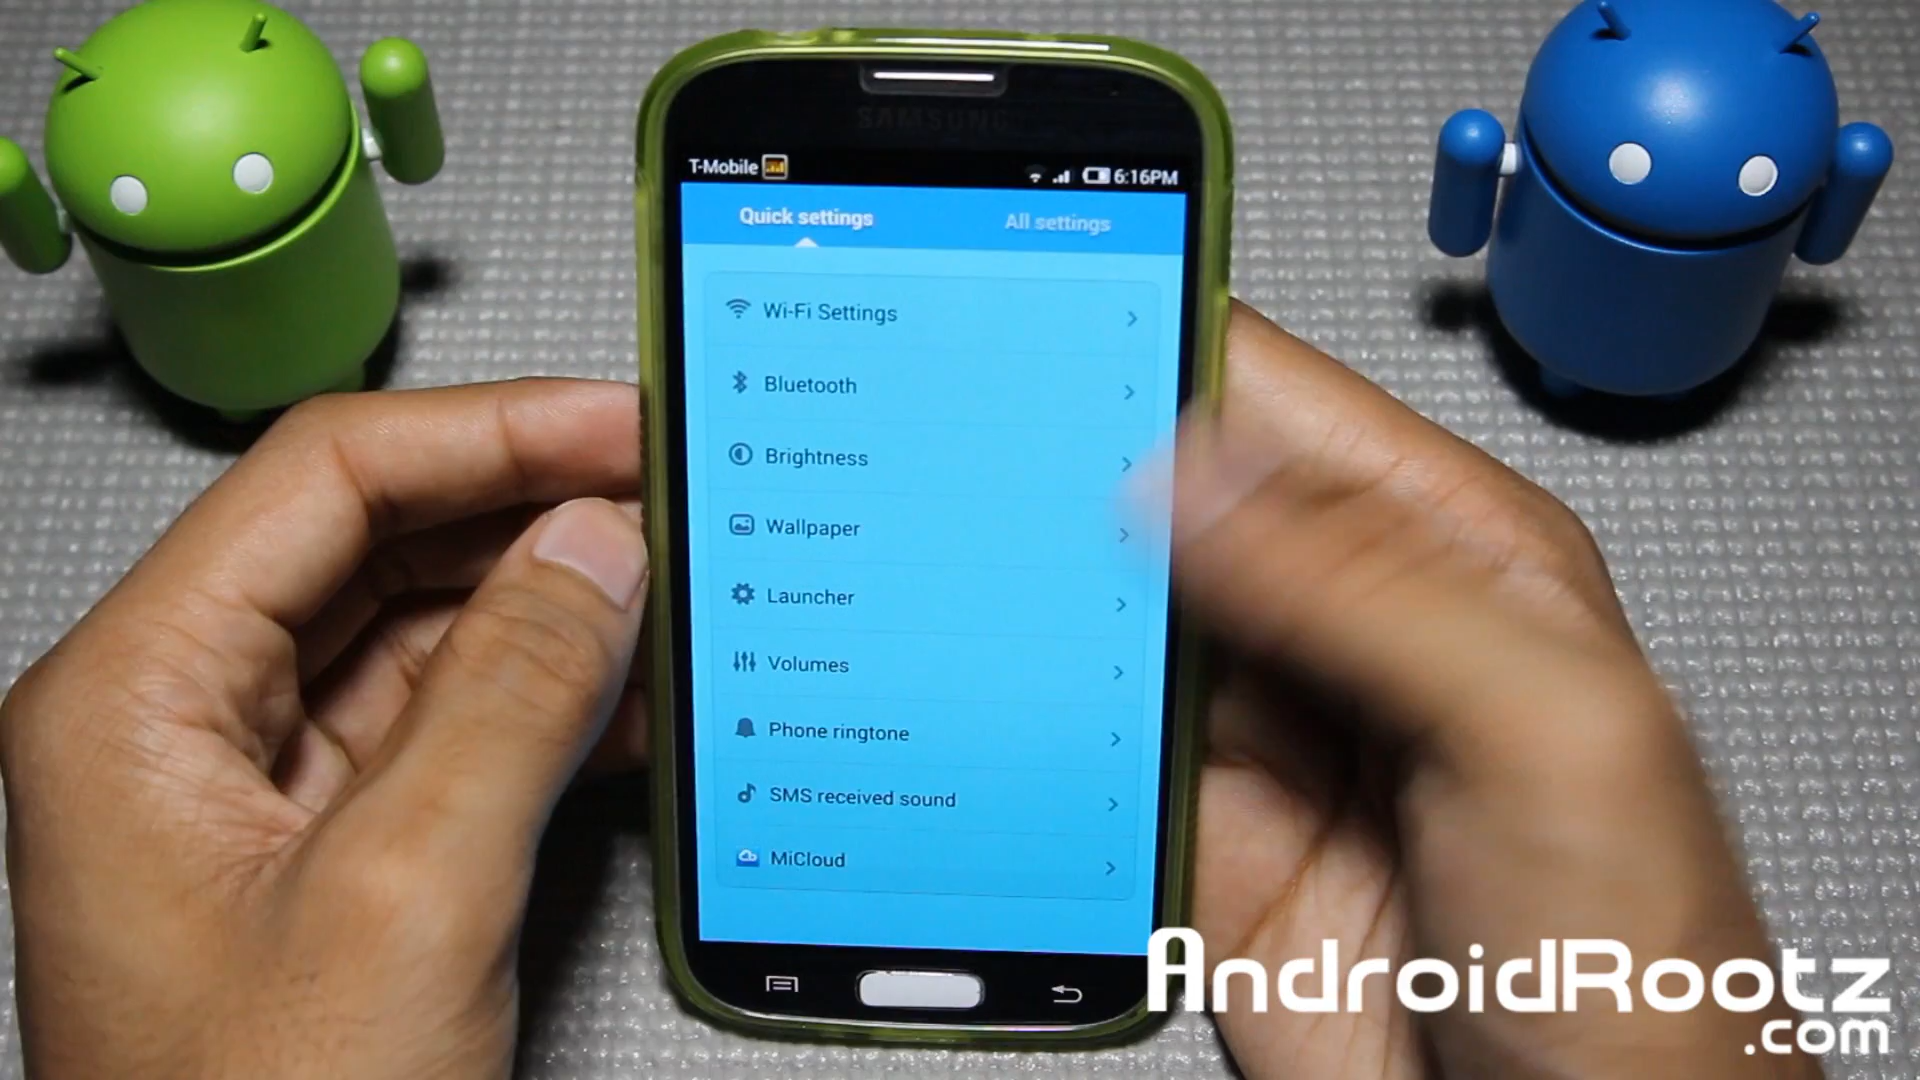 SAMSUNG
T-Mobile
6:16PM
Quick settings
All settings
Wi-Fi Settings
Bluetooth
Brightness
Wallpaper
Launcher
Volumes
Phone ringtone
SMS received sound
MiCloud
AndroidRootz
.com